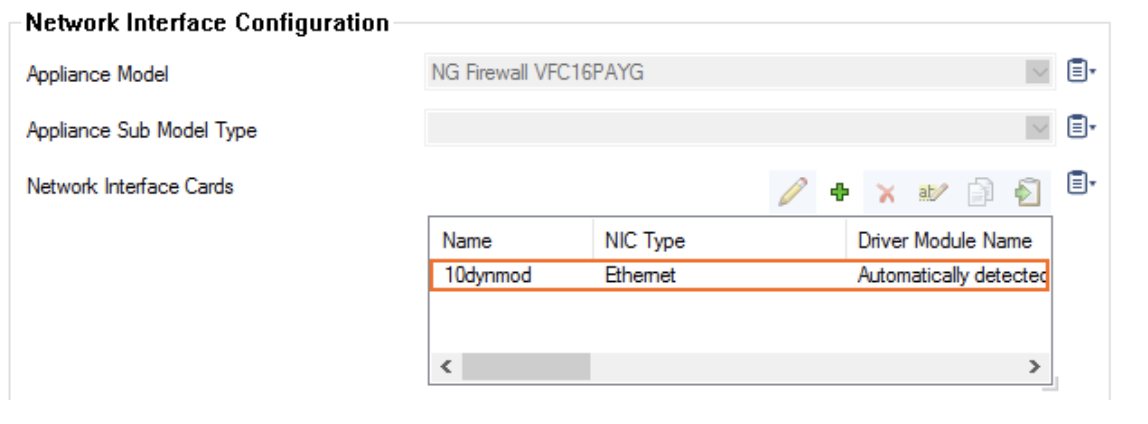 Network Interface Configuration
Appliance Model NG Firewall VFC16PAYG
Appliance Sub Model Type
Network Interface Cards
Name NIC Type Driver Module Name
10dynmod Ethernet Automatically detected